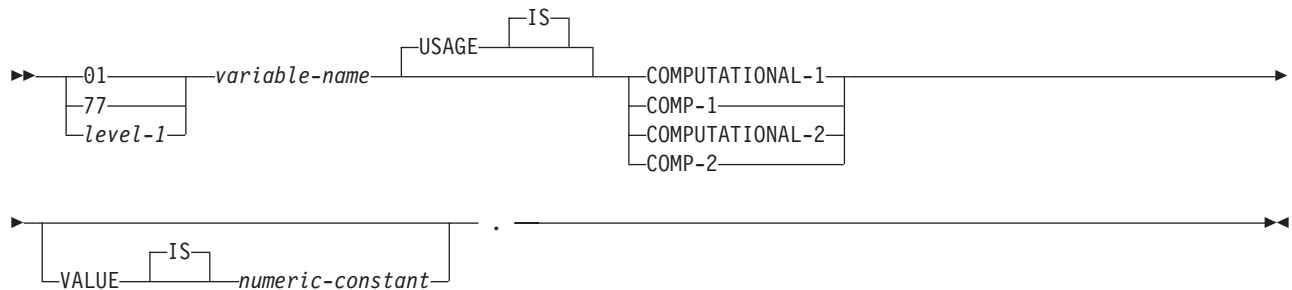 IS
USAGE
01 variable-name COMPUTATIONAL-1
77 COMP-1
level-1 COMPUTATIONAL-2
COMP-2
.
IS
VALUE numeric-constant